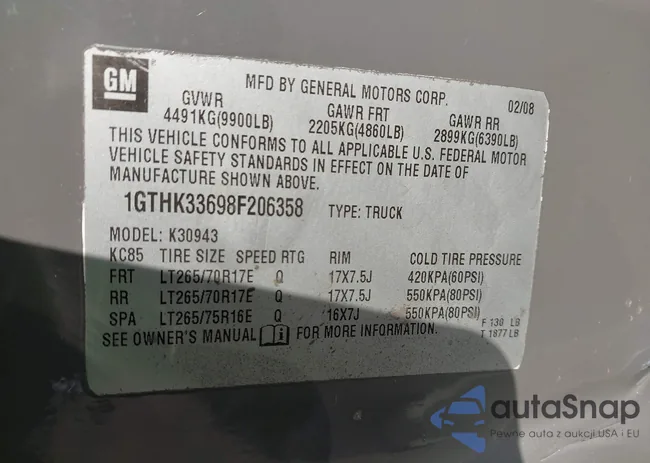 GM
MFD BY GENERAL MOTORS CORP. 02/08
GVWR GAWR FRT GAWR RR
4491KG(9900LB) 2205KG(4860LB) 2899KG(6390LB)
THIS VEHICLE CONFORMS TO ALL APPLICABLE U.S. FEDERAL MOTOR
VEHICLE SAFETY STANDARDS IN EFFECT ON THE DATE OF
MANUFACTURE SHOWN ABOVE.
1GTHK33698F206358 TYPE: TRUCK
MODEL: K30943
KC85 TIRE SIZE SPEED RTG RIM COLD TIRE PRESSURE
FRT LT265/70R17E Q 17X7.5J 420KPA(60PSI)
RR LT265/70R17E Q 17X7.5J 550KPA(80PSI)
SPA LT265/75R16E Q 16X7J 550KPA(80PSI)
SEE OWNER'S MANUAL FOR MORE INFORMATION F 130 LB
T 1877 LB
autaSnap
Pewne auta z aukcji USA i EU